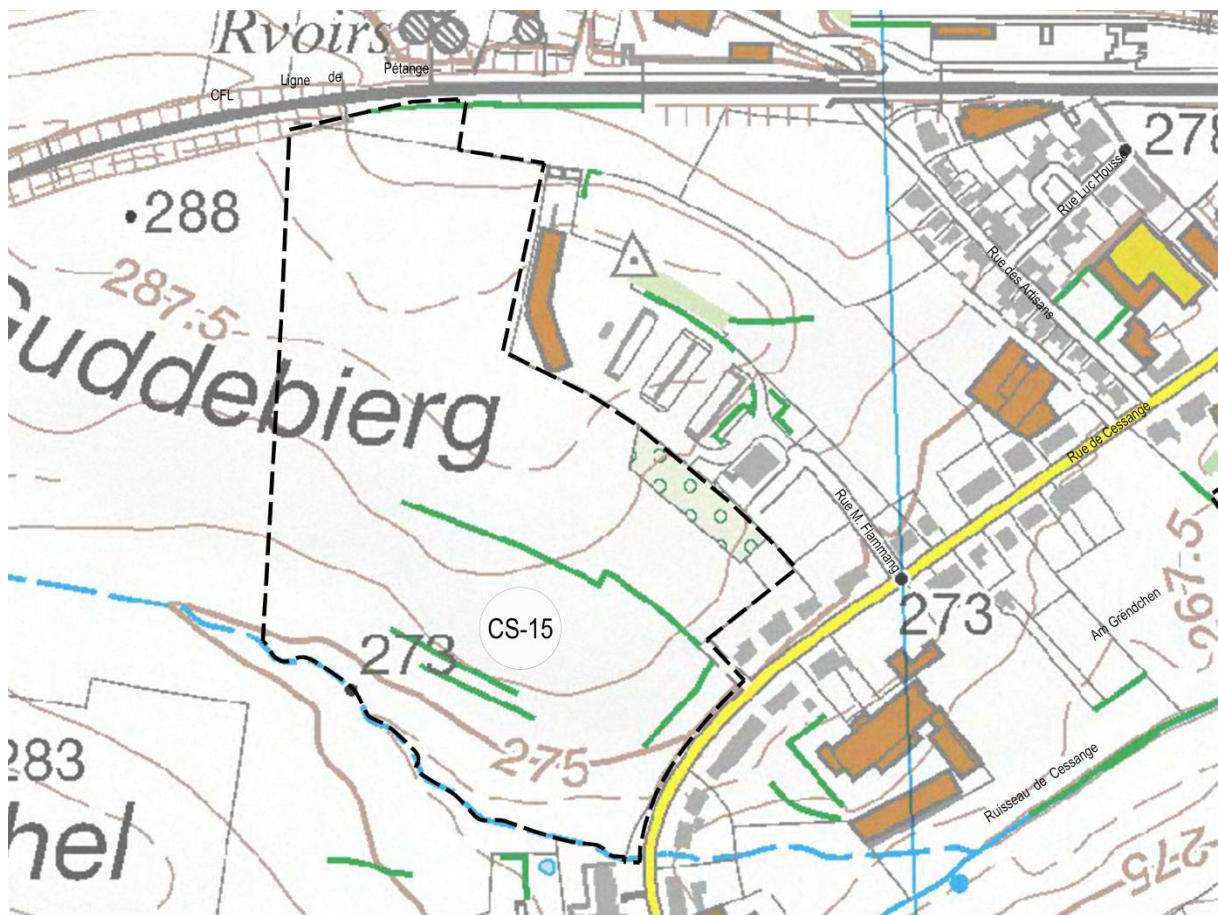 Rvoirs
CFL Ligne de Pétange
278
Rue Luc Housse
288
287.5
Rue des Artisans
Guddebierg
Rue de Cessange
Rue M. Flammang
273
267.5
CS-15
Am Grëndchen
273
275
283
Ruisseau de Cessange
hel
275